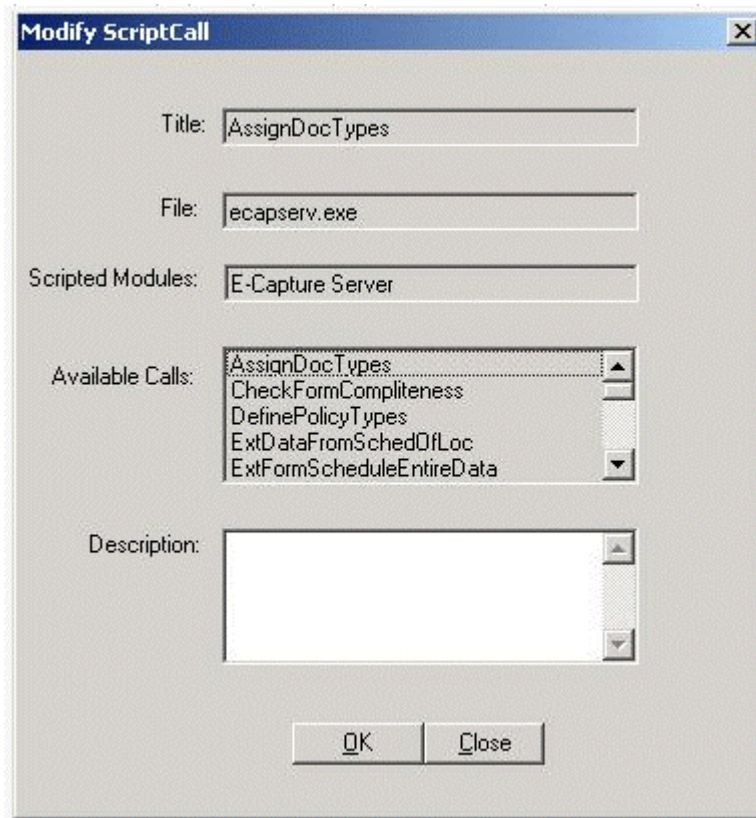 Modify ScriptCall
Title: AssignDocTypes
File: ecapserv.exe
Scripted Modules: E-Capture Server
Available Calls: AssignDocTypes
CheckFormCompliteness
DefinePolicyTypes
ExtDataFromSchedOfLoc
ExtFormScheduleEntireData
Description:
OK Close